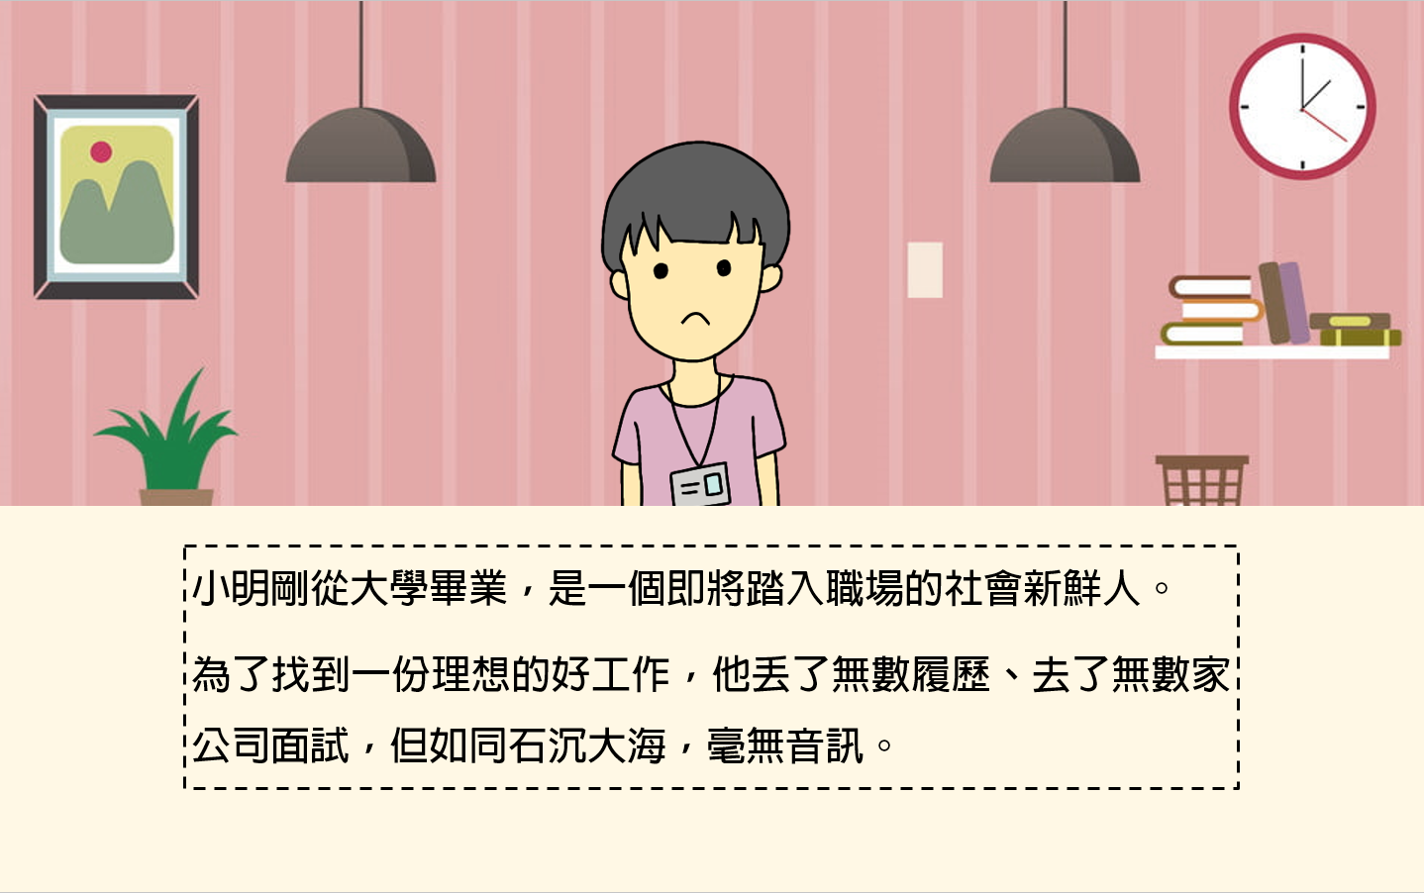 小明剛從大學畢業，是一個即將踏入職場的社會新鮮人。
為了找到一份理想的好工作，他丟了無數履歷、去了無數家
公司面試，但如同石沉大海，毫無音訊。